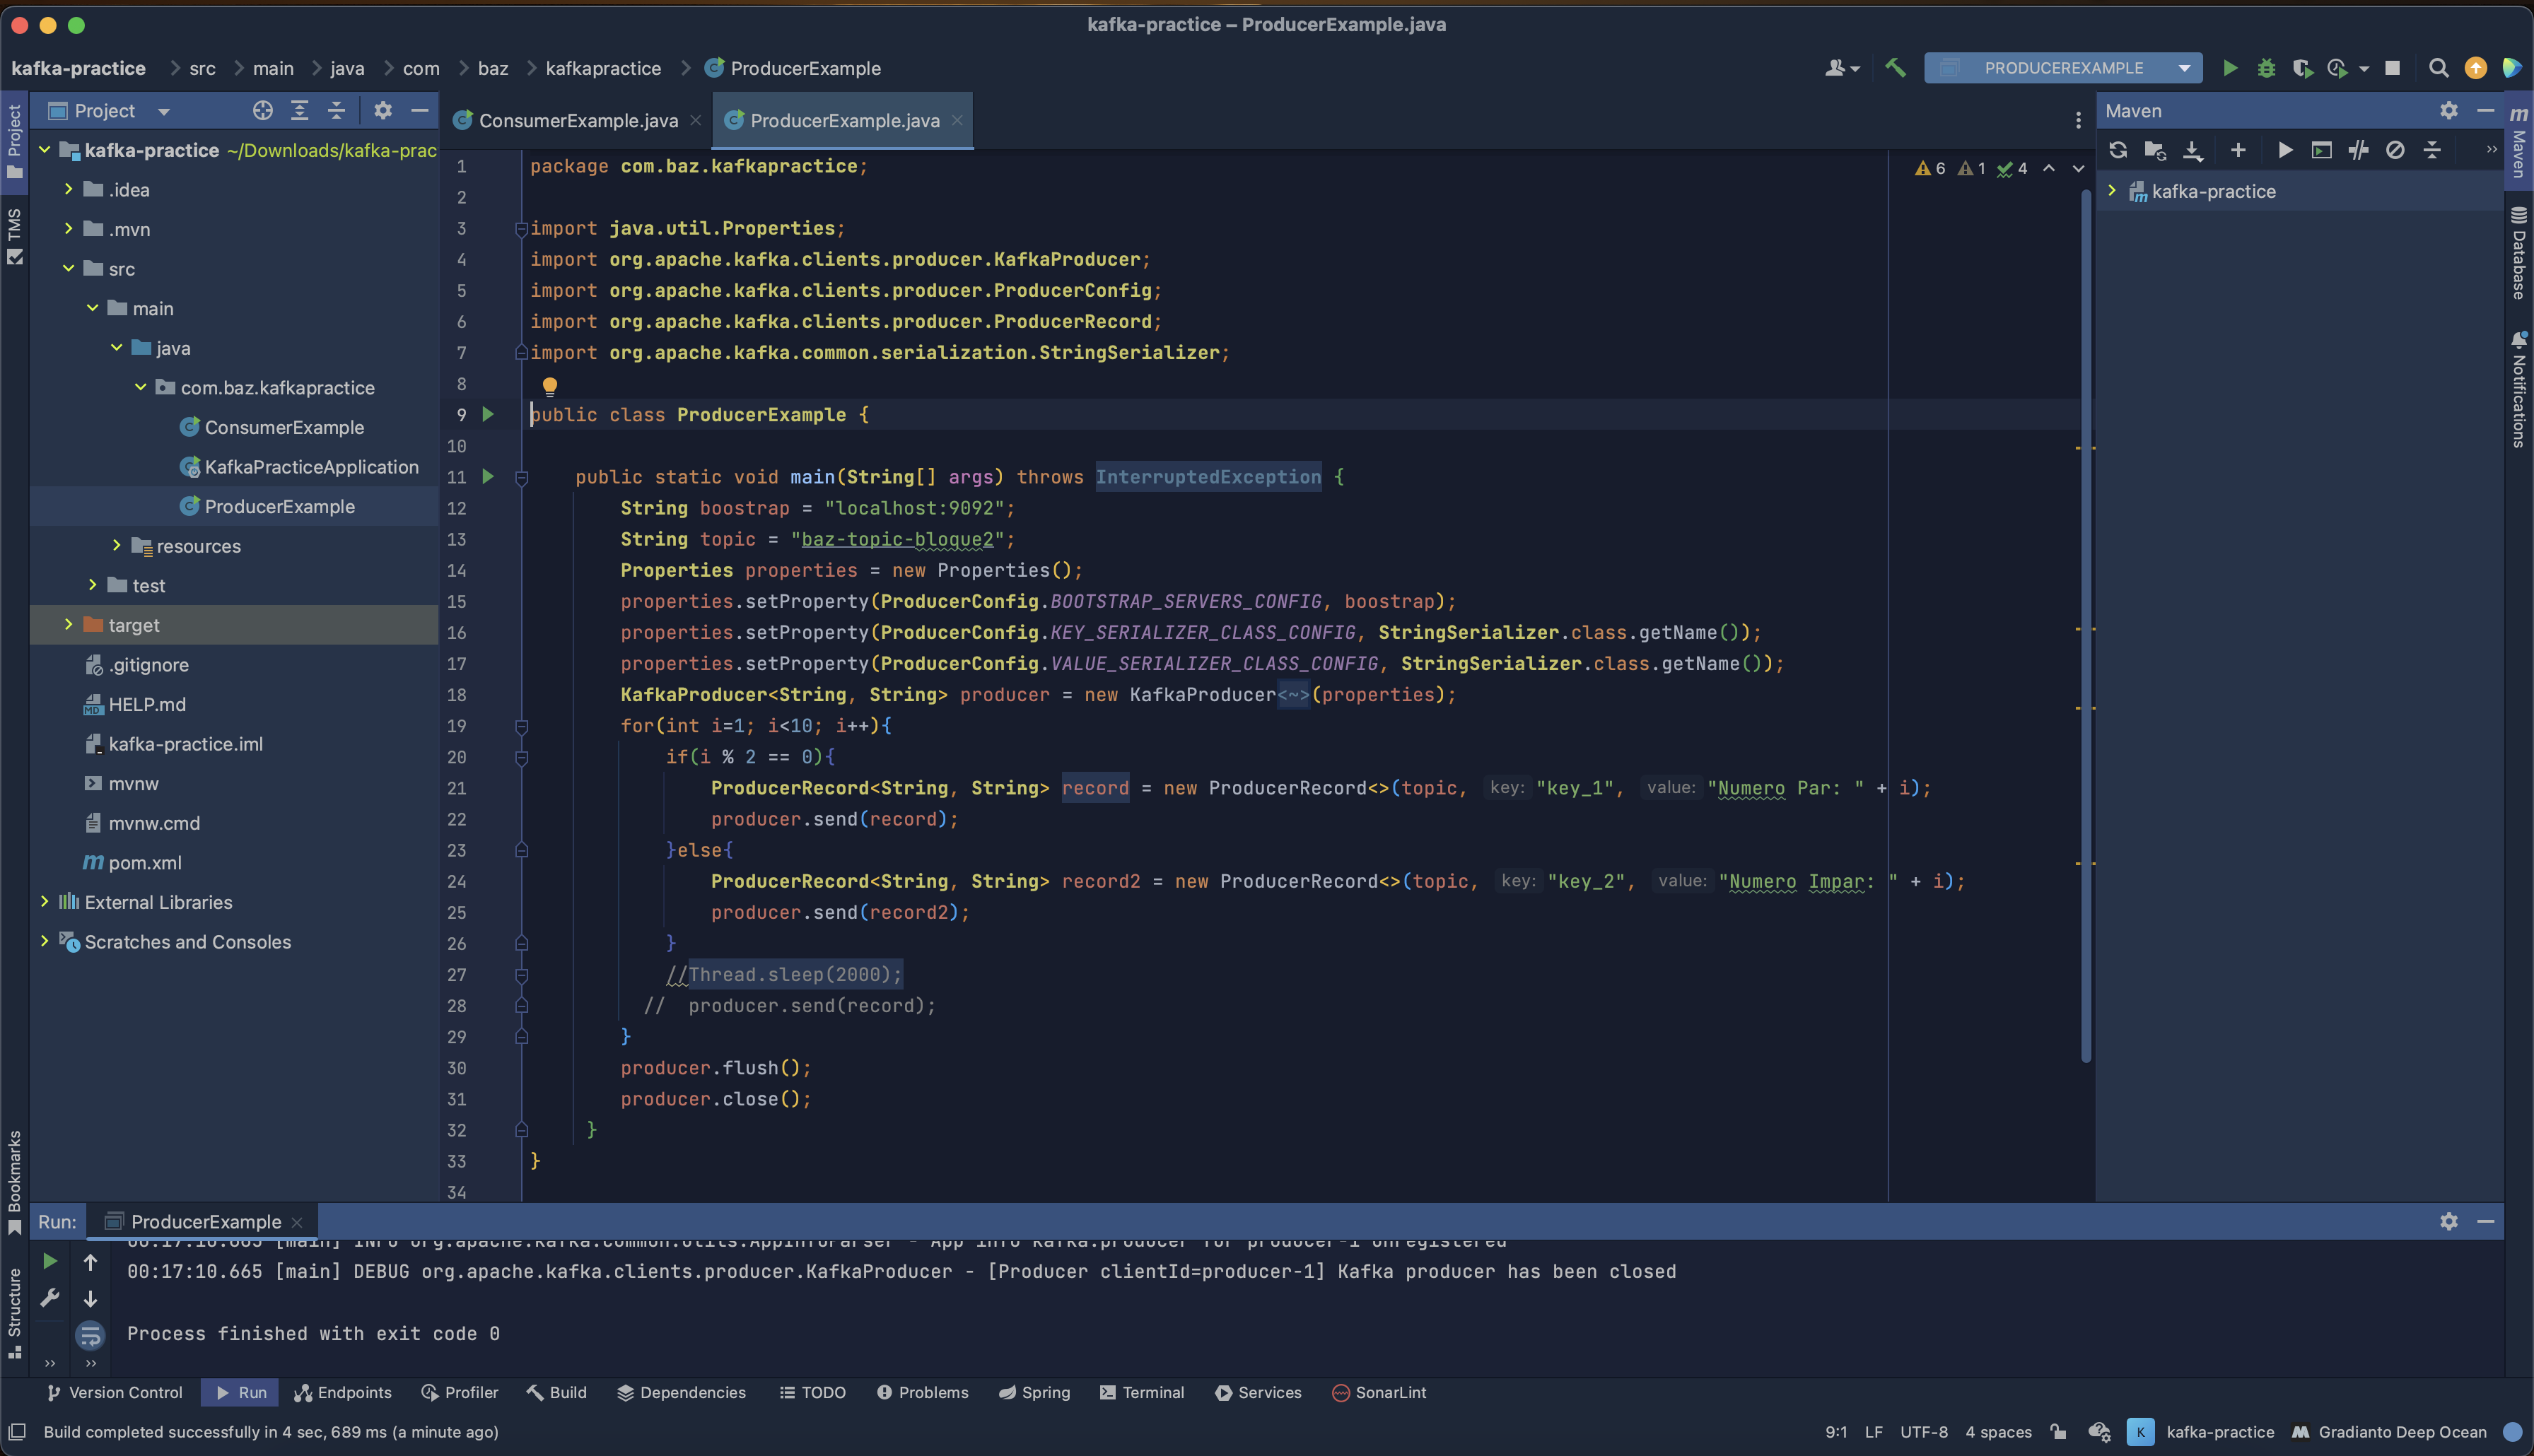 kafka-practice – ProducerExample.java
kafka-practice src main java com baz kafkapractice ProducerExample
PRODUCEREXAMPLE
Project
ConsumerExample.java
ProducerExample.java
Maven
Project
TMS
Bookmarks
Structure
kafka-practice ~/Downloads/kafka-prac
.idea
.mvn
src
main
java
com.baz.kafkapractice
ConsumerExample
KafkaPracticeApplication
ProducerExample
resources
test
target
.gitignore
HELP.md
kafka-practice.iml
mvnw
mvnw.cmd
pom.xml
External Libraries
Scratches and Consoles
6 1 4
1 package com.baz.kafkapractice;
2
3 import java.util.Properties;
4 import org.apache.kafka.clients.producer.KafkaProducer;
5 import org.apache.kafka.clients.producer.ProducerConfig;
6 import org.apache.kafka.clients.producer.ProducerRecord;
7 import org.apache.kafka.common.serialization.StringSerializer;
8
9 public class ProducerExample {
10
11 public static void main(String[] args) throws InterruptedException {
12 String boostrap = "localhost:9092";
13 String topic = "baz-topic-bloque2";
14 Properties properties = new Properties();
15 properties.setProperty(ProducerConfig.BOOTSTRAP_SERVERS_CONFIG, boostrap);
16 properties.setProperty(ProducerConfig.KEY_SERIALIZER_CLASS_CONFIG, StringSerializer.class.getName());
17 properties.setProperty(ProducerConfig.VALUE_SERIALIZER_CLASS_CONFIG, StringSerializer.class.getName());
18 KafkaProducer<String, String> producer = new KafkaProducer<~>(properties);
19 for(int i=1; i<10; i++){
20 if(i % 2 == 0){
21 ProducerRecord<String, String> record = new ProducerRecord<>(topic, key: "key_1", value: "Numero Par: " + i);
22 producer.send(record);
23 }else{
24 ProducerRecord<String, String> record2 = new ProducerRecord<>(topic, key: "key_2", value: "Numero Impar: " + i);
25 producer.send(record2);
26 }
27 //Thread.sleep(2000);
28 // producer.send(record);
29 }
30 producer.flush();
31 producer.close();
32 }
33 }
34
kafka-practice
Maven
Database
Notifications
Run: ProducerExample
00:17:10.665 [main] INFO org.apache.kafka.common.utils.AppInfoParser - App info kafka.producer for producer-1 unregistered
00:17:10.665 [main] DEBUG org.apache.kafka.clients.producer.KafkaProducer - [Producer clientId=producer-1] Kafka producer has been closed
Process finished with exit code 0
Version Control Run Endpoints Profiler Build Dependencies TODO Problems Spring Terminal Services SonarLint
Build completed successfully in 4 sec, 689 ms (a minute ago)
9:1 LF UTF-8 4 spaces K kafka-practice Gradianto Deep Ocean